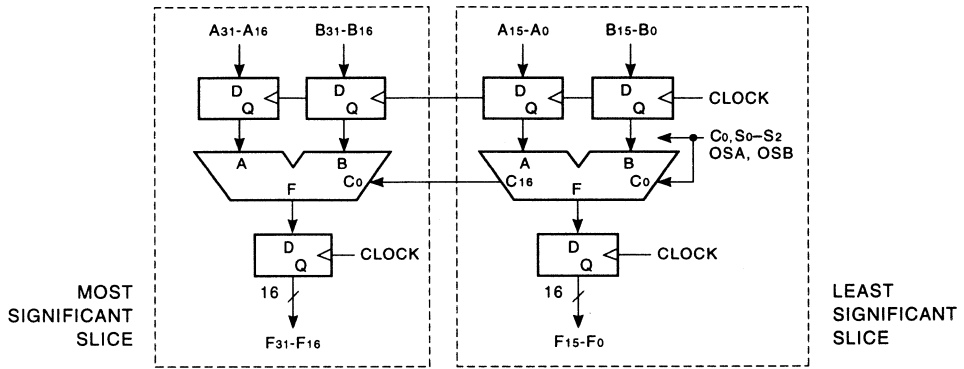 A31-A16 B31-B16 A15-A0 B15-B0
D Q D Q D Q D Q CLOCK
C0, S0-S2
OSA, OSB
A B A B
C0 C16 C0
F F
D Q CLOCK D Q CLOCK
16 16
MOST
SIGNIFICANT
SLICE
LEAST
SIGNIFICANT
SLICE
F31-F16 F15-F0